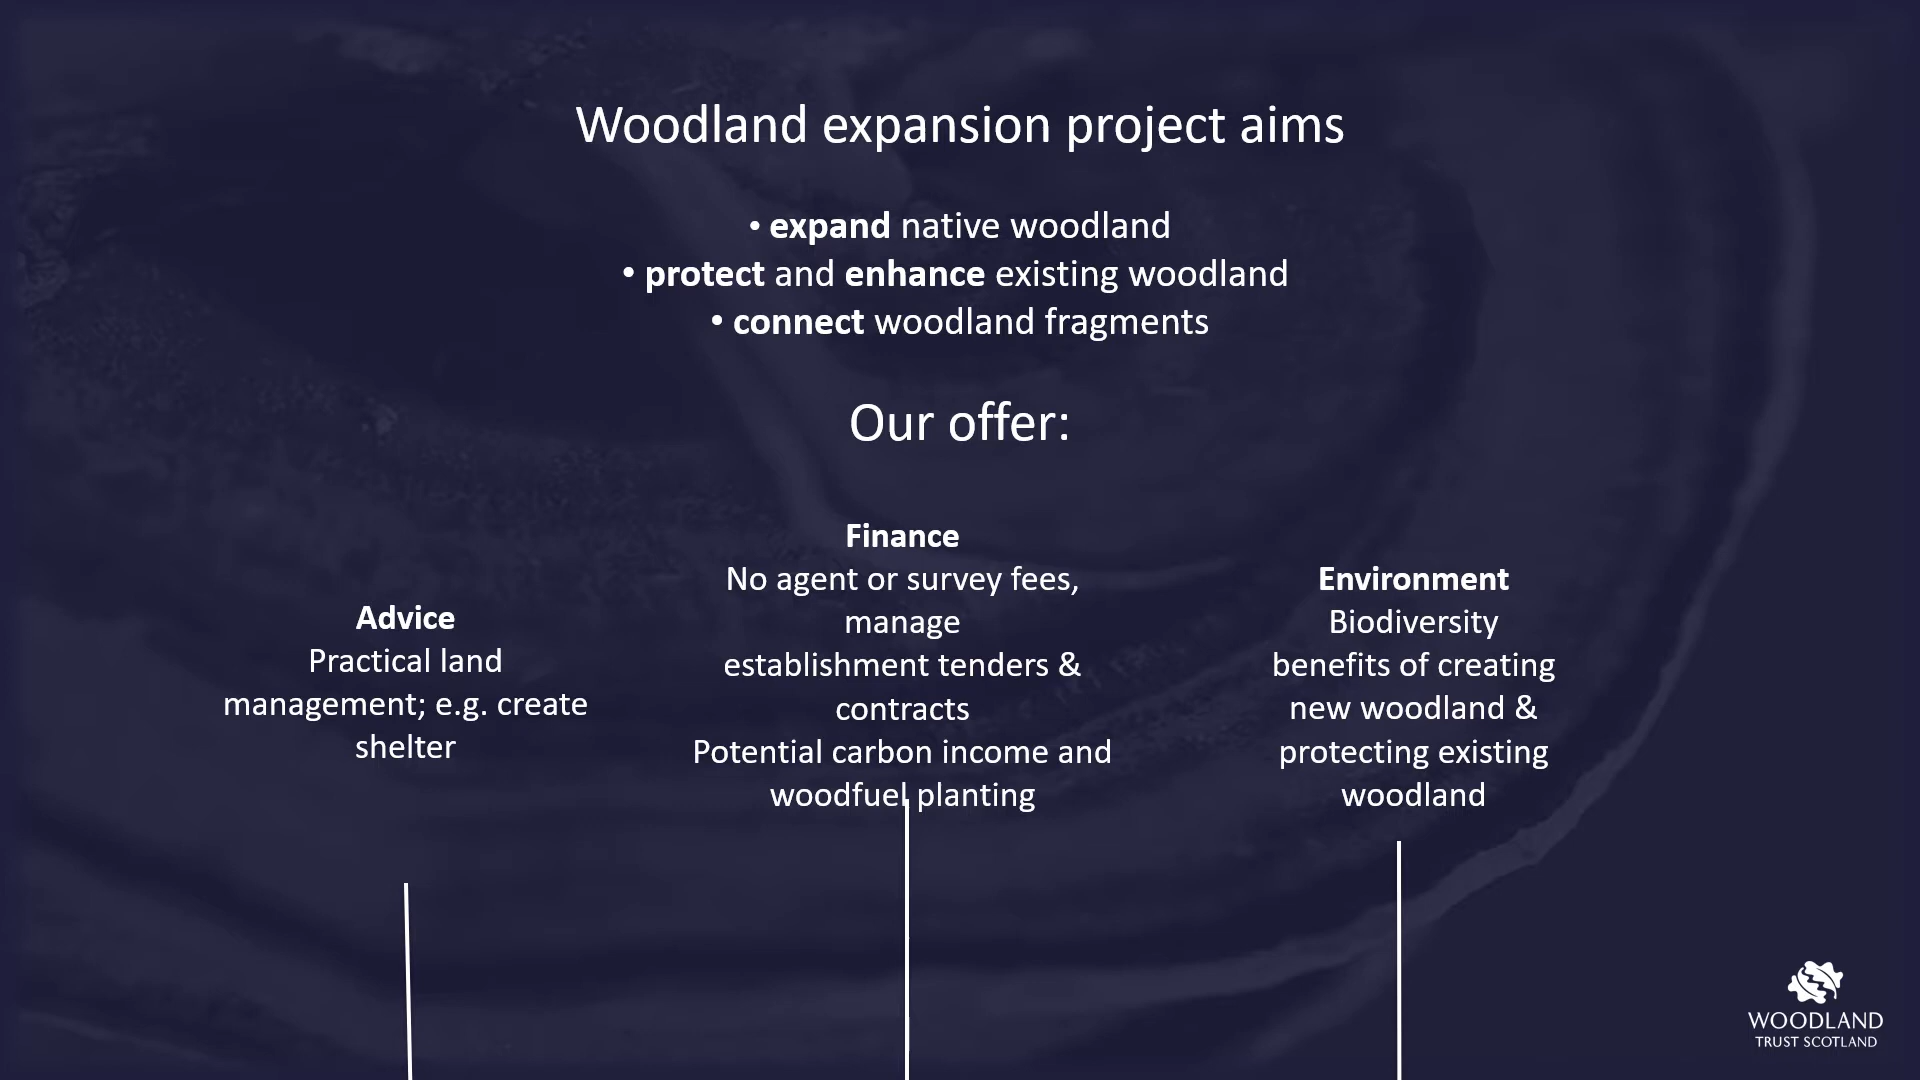 Woodland expansion project aims
• expand native woodland
• protect and enhance existing woodland
• connect woodland fragments
Our offer:
Advice
Practical land
management; e.g. create
shelter
Finance
No agent or survey fees,
manage
establishment tenders &
contracts
Potential carbon income and
woodfuel planting
Environment
Biodiversity
benefits of creating
new woodland &
protecting existing
woodland
WOODLAND
TRUST SCOTLAND